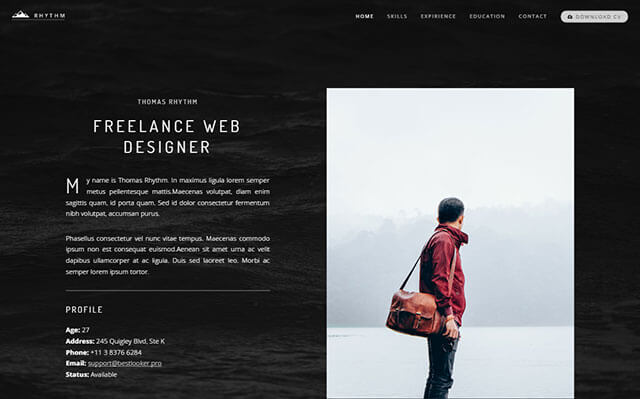 RHYTHM
HOME SKILLS EXPIRIENCE EDUCATION CONTACT DOWNLOAD CV
THOMAS RHYTHM
FREELANCE WEB
DESIGNER
My name is Thomas Rhythm. In maximus ligula lorem semper
metus pellentesque mattis.Maecenas volutpat, diam enim
sagittis quam, id porta quam. Sed id dolor consectetur fermentum
nibh volutpat, accumsan purus.
Phasellus consectetur vel nunc vitae tempus. Maecenas commodo
ipsum non est consequat euismod.Aenean sit amet urna ac velit
dapibus ullamcorper at ac ligula. Duis sed laoreet leo. Morbi ac
semper lorem ipsum tortor.
PROFILE
Age: 27
Address: 245 Quigley Blvd, Ste K
Phone: +11 3 8376 6284
Email: support@bestlooker.pro
Status: Available